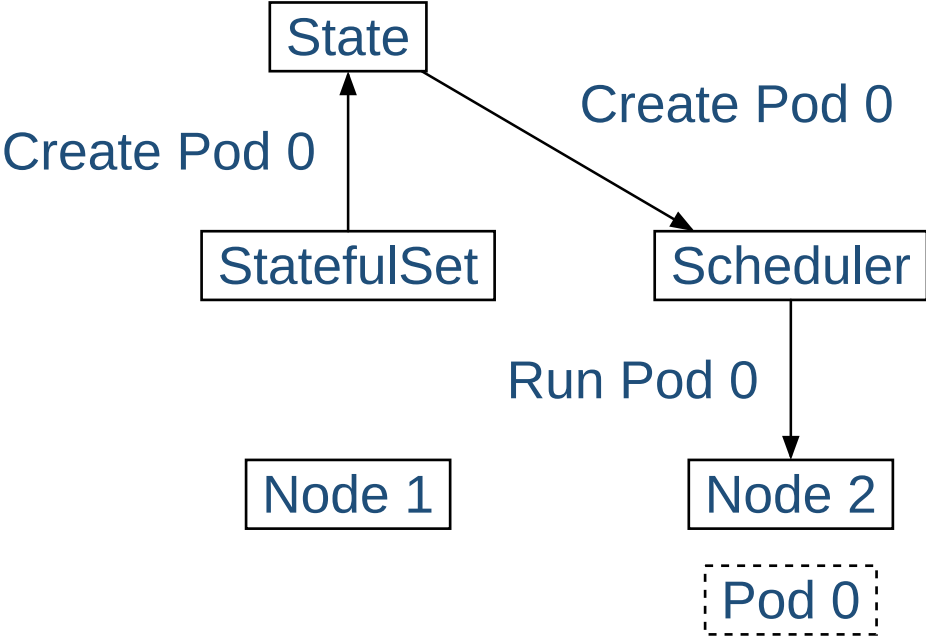 State
Create Pod 0
Create Pod 0
StatefulSet
Scheduler
Run Pod 0
Node 1
Node 2
Pod 0